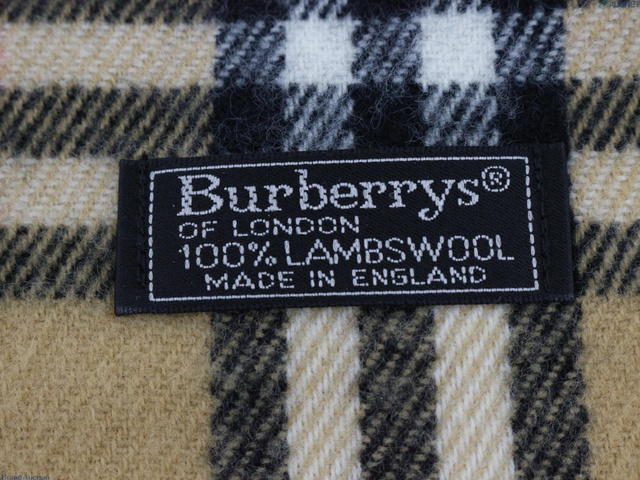 Burberrys®
OF LONDON
100% LAMBSWOOL
MADE IN ENGLAND